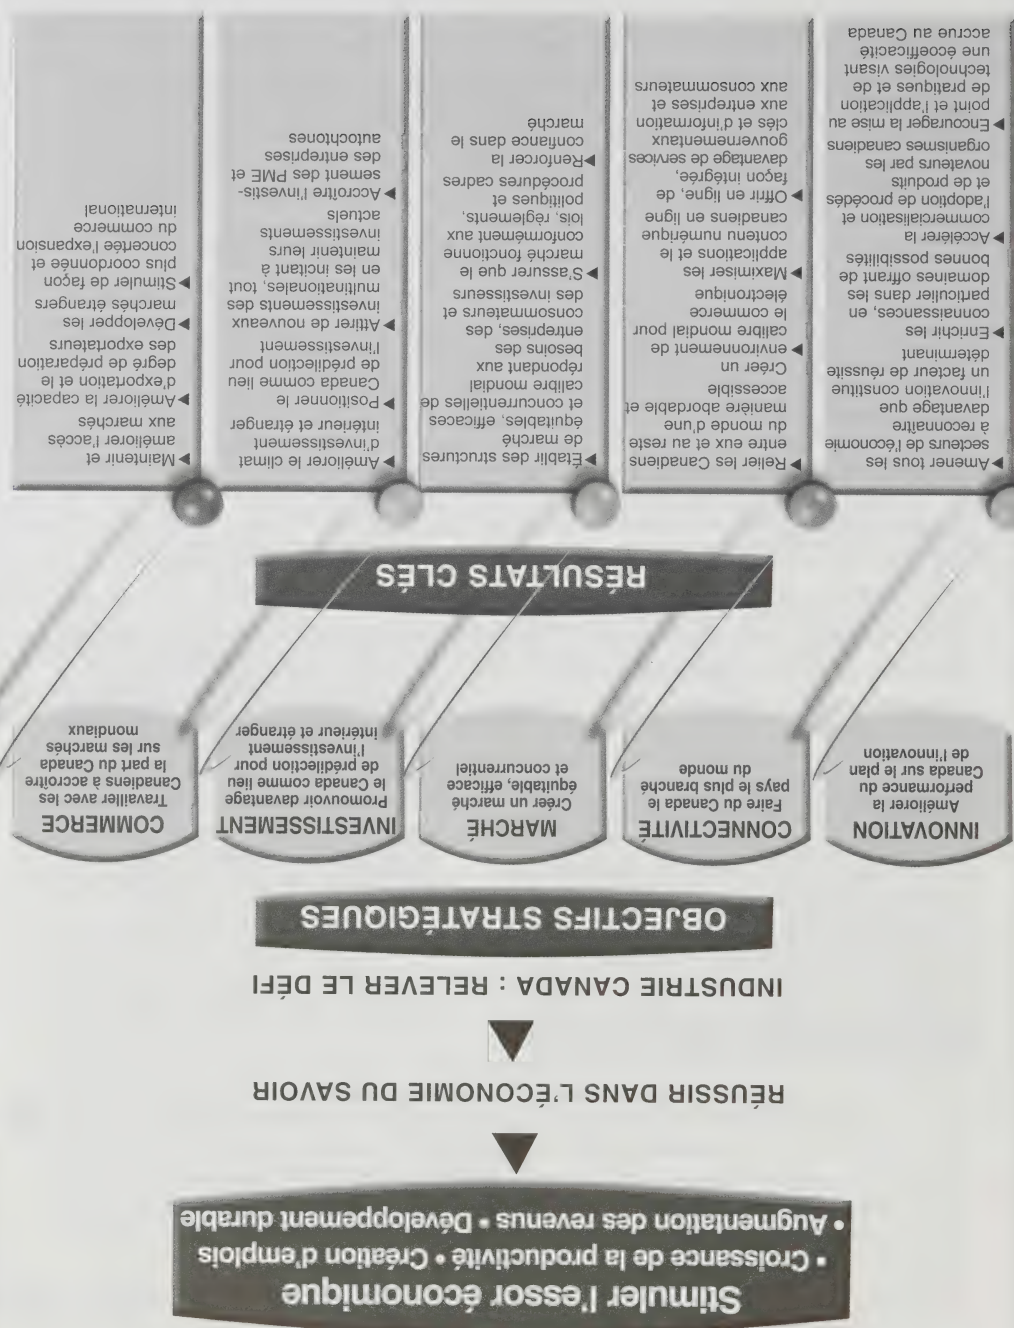 Stimuler l'essor économique
• Croissance de la productivité • Création d'emplois
• Augmentation des revenus • Développement durable
▼
RÉUSSIR DANS L'ÉCONOMIE DU SAVOIR
▼
INDUSTRIE CANADA : RELEVER LE DÉFI
OBJECTIFS STRATÉGIQUES
INNOVATION
Améliorer la
performance du
Canada sur le plan
de l'innovation
CONNECTIVITÉ
Faire du Canada le
pays le plus branché
du monde
MARCHÉ
Créer un marché
équitable, efficace
et concurrentiel
INVESTISSEMENT
Promouvoir davantage
le Canada comme lieu
de prédilection pour
l'investissement
intérieur et étranger
COMMERCE
Travailler avec les
Canadiens à accroître
la part du Canada
sur les marchés
mondiaux
RÉSULTATS CLÉS
▶Amener tous les
secteurs de l'économie
à reconnaître
davantage que
l'innovation constitue
un facteur de réussite
déterminant
▶Enrichir les
connaissances, en
particulier dans les
domaines offrant de
bonnes possibilités
▶Accélérer la
commercialisation et
l'adoption de procédés
et de produits
novateurs par les
organismes canadiens
▶Encourager la mise au
point et l'application
de pratiques et de
technologies visant
une écoefficacité
accrue au Canada
▶Relier les Canadiens
entre eux et au reste
du monde d'une
manière abordable et
accessible
Créer un
▶environnement de
calibre mondial pour
le commerce
électronique
▶Maximiser les
applications et le
contenu numérique
canadiens en ligne
▶Offrir en ligne, de
façon intégrée,
davantage de services
gouvernementaux
clés et d'information
aux entreprises et
aux consommateurs
▶Établir des structures
de marché
équitables, efficaces
et concurrentielles de
calibre mondial
répondant aux
besoins des
entreprises, des
consommateurs et
des investisseurs
▶S'assurer que le
marché fonctionne
conformément aux
lois, règlements,
politiques et
procédures cadres
▶Renforcer la
confiance dans le
marché
▶Améliorer le climat
d'investissement
intérieur et étranger
▶Positionner le
Canada comme lieu
de prédilection pour
l'investissement
▶Attirer de nouveaux
investissements des
multinationales, tout
en les incitant à
maintenir leurs
investissements
actuels
▶Accroître l'investis-
sement des PME et
des entreprises
autochtones
▶Maintenir et
améliorer l'accès
aux marchés
▶Améliorer la capacité
d'exportation et le
degré de préparation
des exportateurs
▶Développer les
marchés étrangers
▶Stimuler de façon
plus coordonnée et
concertée l'expansion
du commerce
international